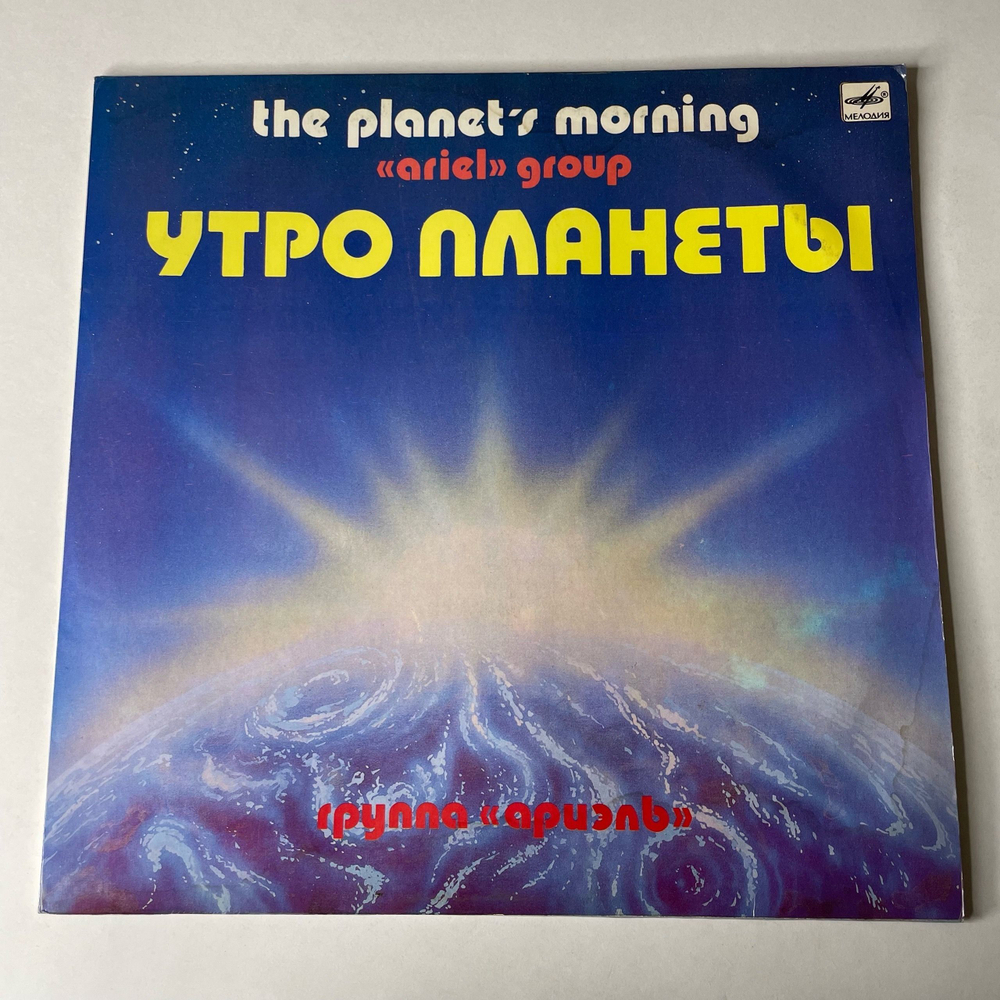 the planet's morning
«ariel» group
УТРО ПЛАНЕТЫ
МЕЛОДИЯ
группа «ариэль»